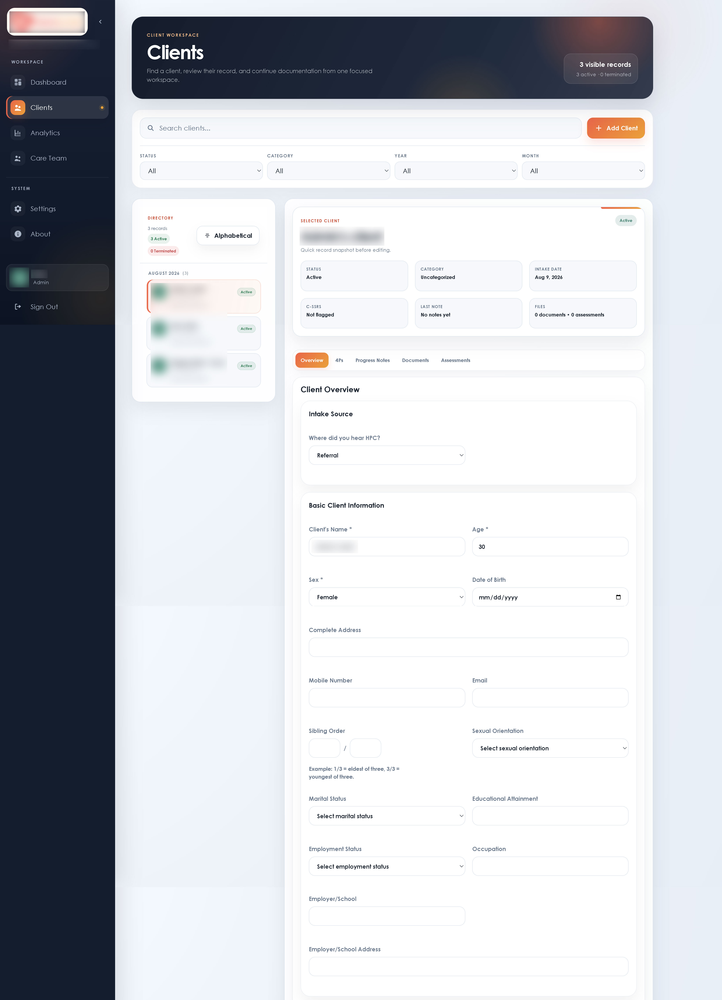 WORKSPACE
Dashboard
Clients
Analytics
Care Team
SYSTEM
Settings
About
Admin
Sign Out
CLIENT WORKSPACE
Clients
Find a client, review their record, and continue documentation from one focused
workspace.
3 visible records
3 active · 0 terminated
Search clients...
Add Client
STATUS
CATEGORY
YEAR
MONTH
All
All
All
All
DIRECTORY
3 records
3 Active
0 Terminated
Alphabetical
AUGUST 2026 (3)
Active
Active
Active
SELECTED CLIENT
Active
Quick record snapshot before editing.
STATUS
Active
CATEGORY
Uncategorized
INTAKE DATE
Aug 9, 2026
C-SSRS
Not flagged
LAST NOTE
No notes yet
FILES
0 documents • 0 assessments
Overview
4Ps
Progress Notes
Documents
Assessments
Client Overview
Intake Source
Where did you hear HPC?
Referral
Basic Client Information
Client's Name *
Age *
30
Sex *
Female
Date of Birth
mm/dd/yyyy
Complete Address
Mobile Number
Email
Sibling Order
/
Example: 1/3 = eldest of three, 3/3 =
youngest of three.
Sexual Orientation
Select sexual orientation
Marital Status
Select marital status
Educational Attainment
Employment Status
Select employment status
Occupation
Employer/School
Employer/School Address